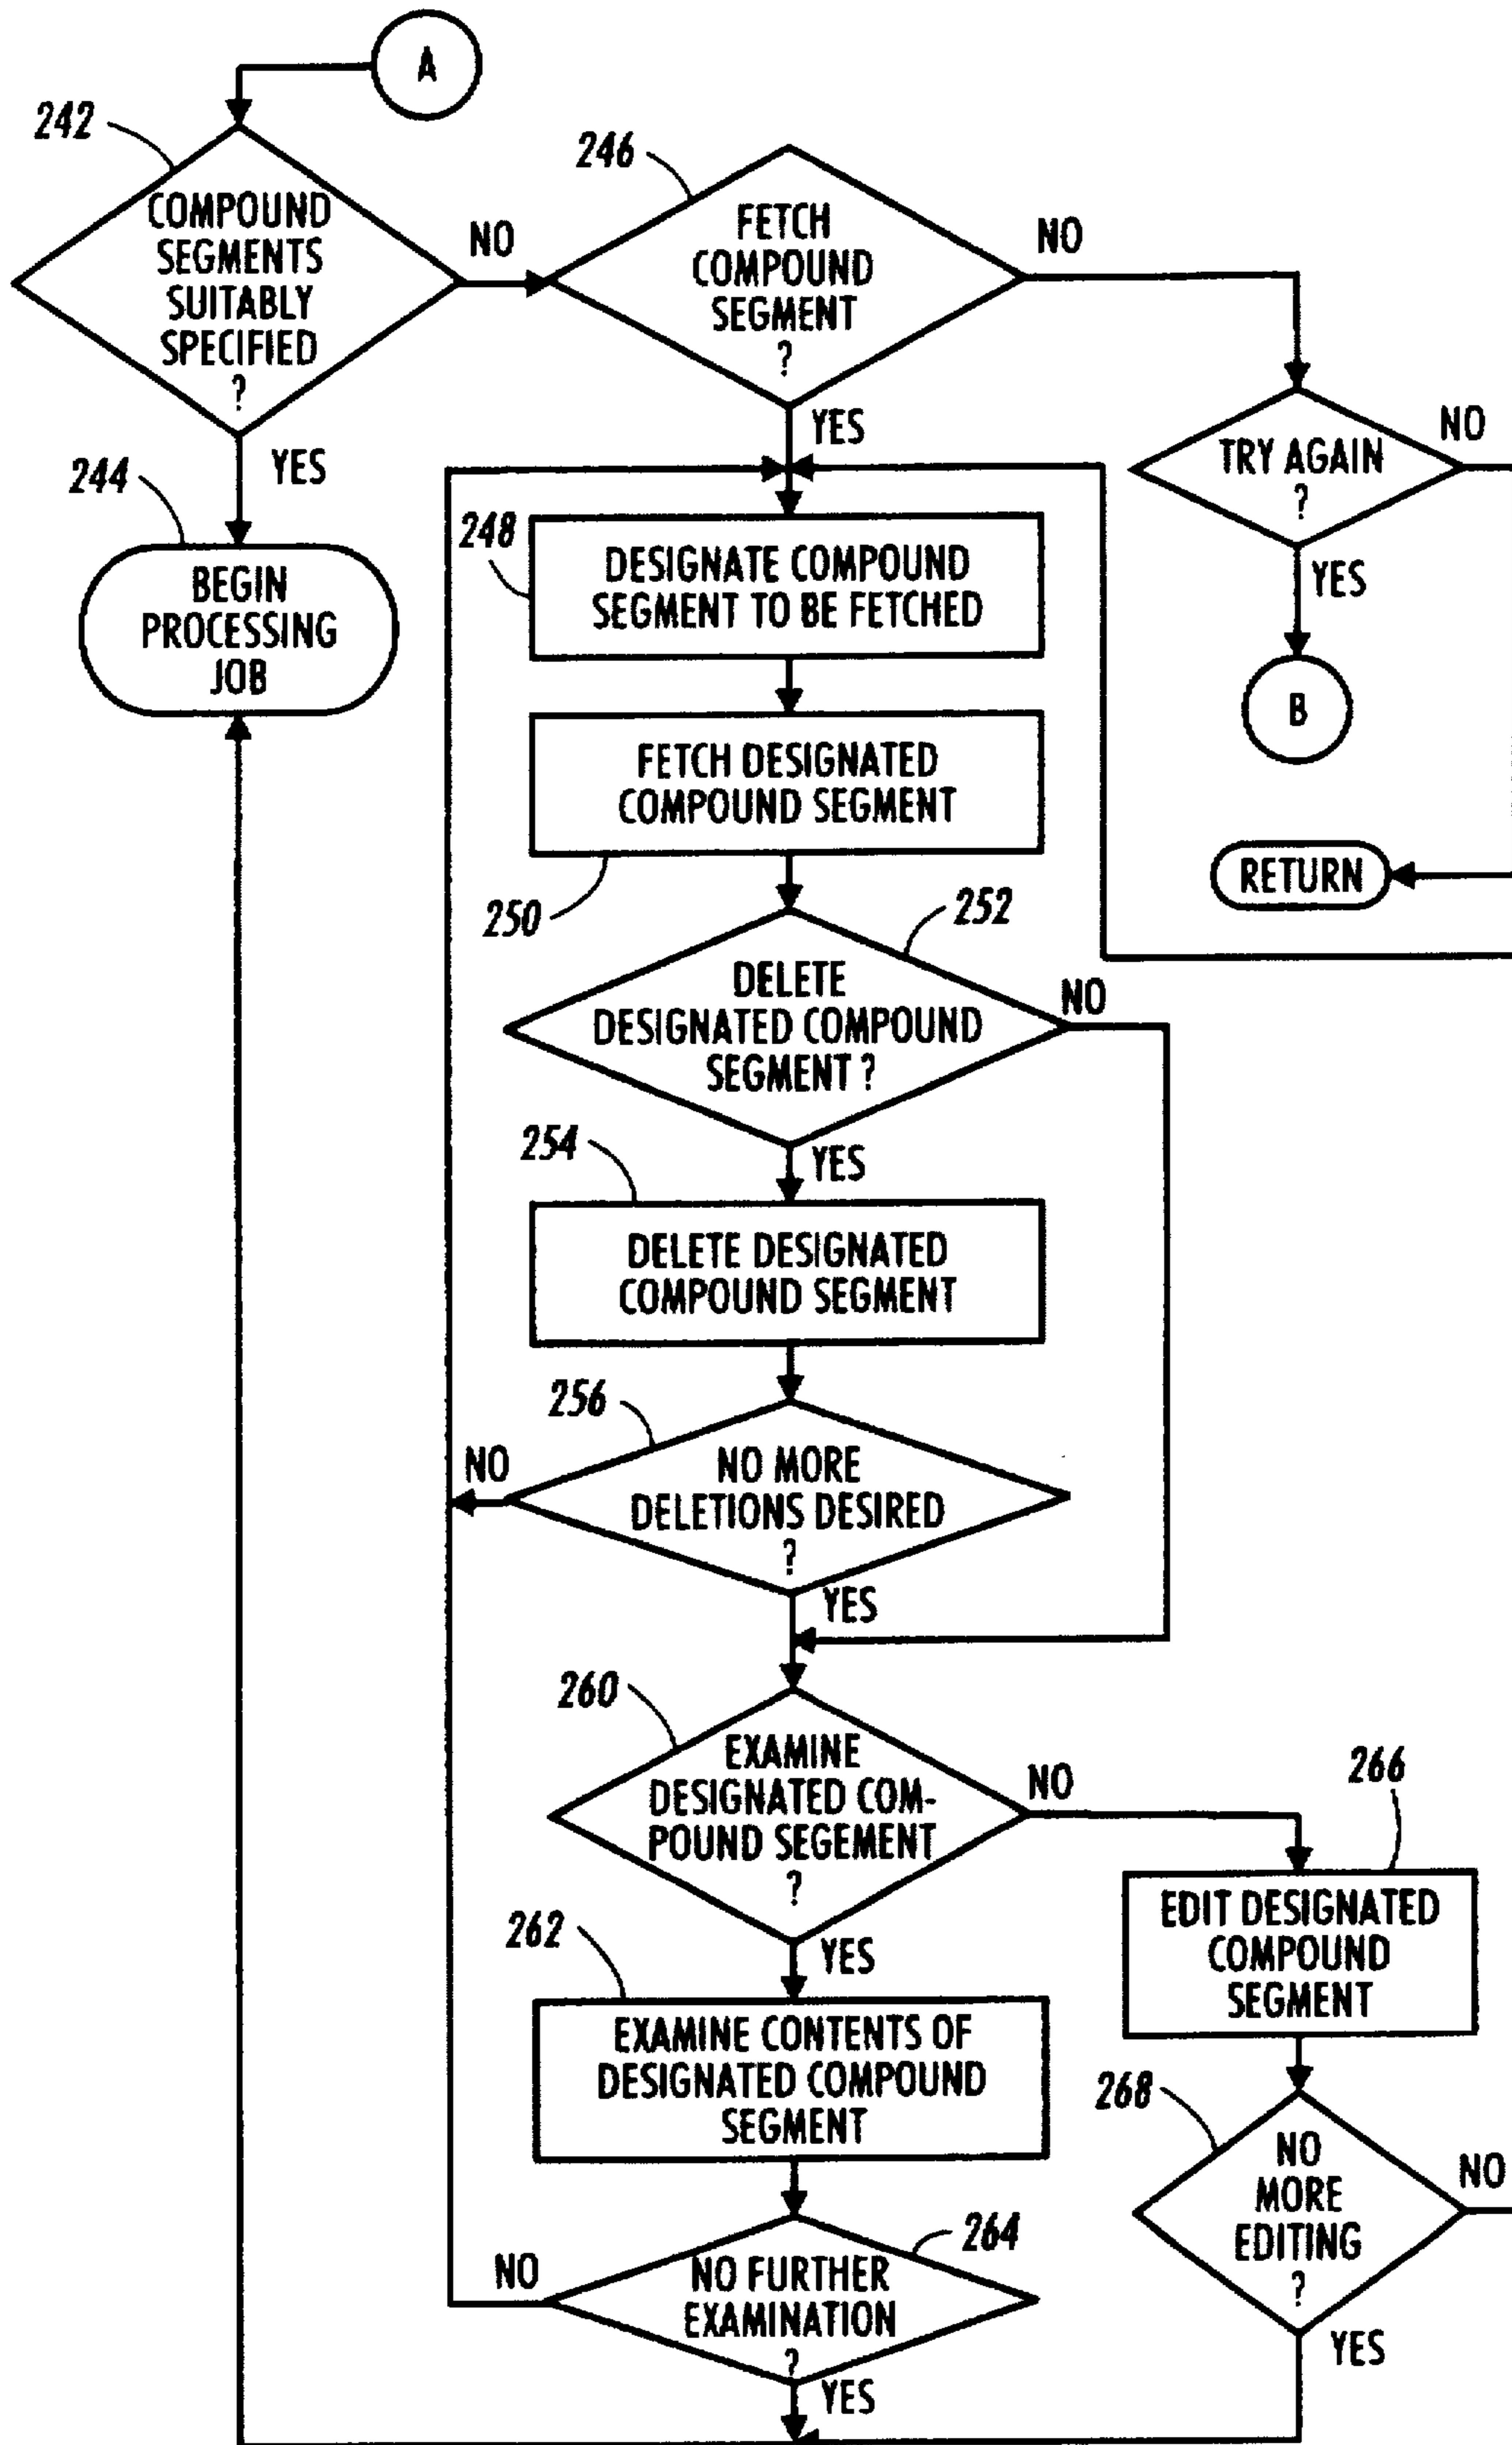 A
242
COMPOUND
SEGMENTS
SUITABLY
SPECIFIED
?
NO
YES
246
FETCH
COMPOUND
SEGMENT
?
NO
YES
TRY AGAIN
?
NO
YES
B
RETURN
244
BEGIN
PROCESSING
JOB
248
DESIGNATE COMPOUND
SEGMENT TO BE FETCHED
FETCH DESIGNATED
COMPOUND SEGMENT
250
252
DELETE
DESIGNATED COMPOUND
SEGMENT ?
NO
YES
254
DELETE DESIGNATED
COMPOUND SEGMENT
256
NO MORE
DELETIONS DESIRED
?
NO
YES
260
EXAMINE
DESIGNATED COM-
POUND SEGEMENT
?
NO
YES
266
EDIT DESIGNATED
COMPOUND
SEGMENT
262
EXAMINE CONTENTS OF
DESIGNATED COMPOUND
SEGMENT
268
NO
MORE
EDITING
?
NO
YES
264
NO FURTHER
EXAMINATION
?
NO
YES